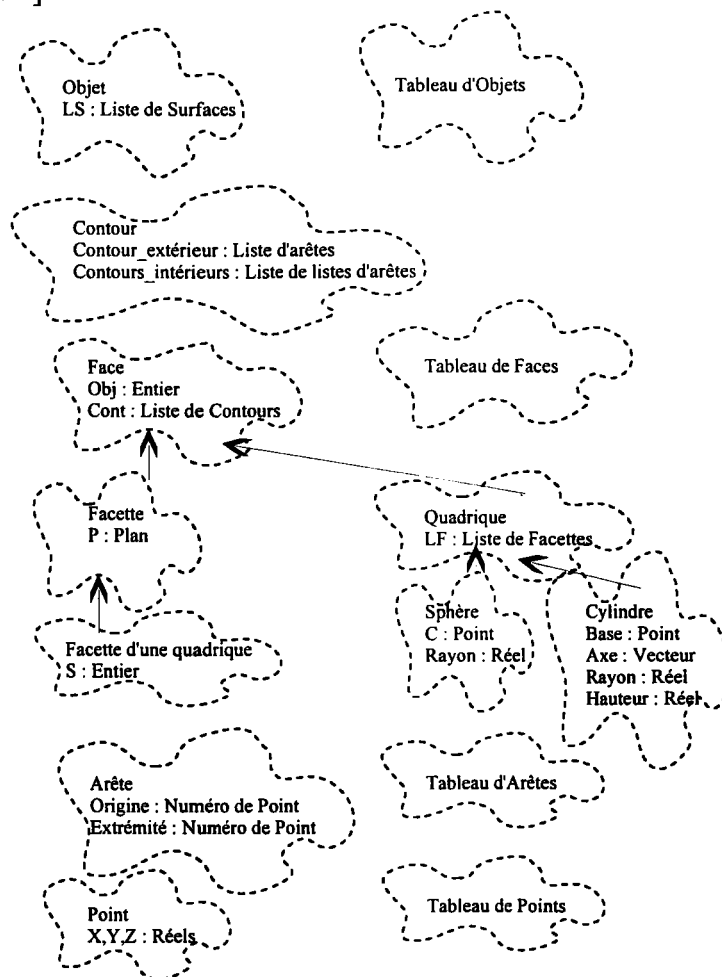 Objet
LS : Liste de Surfaces
Tableau d'Objets
Contour
Contour_extérieur : Liste d'arêtes
Contours_intérieurs : Liste de listes d'arêtes
Face
Obj : Entier
Cont : Liste de Contours
Tableau de Faces
Facette
P : Plan
Quadrique
LF : Liste de Facettes
Facette d'une quadrique
S : Entier
Sphère
C : Point
Rayon : Réel
Cylindre
Base : Point
Axe : Vecteur
Rayon : Réel
Hauteur : Réel
Arête
Origine : Numéro de Point
Extrémité : Numéro de Point
Tableau d'Arêtes
Point
X,Y,Z : Réels
Tableau de Points